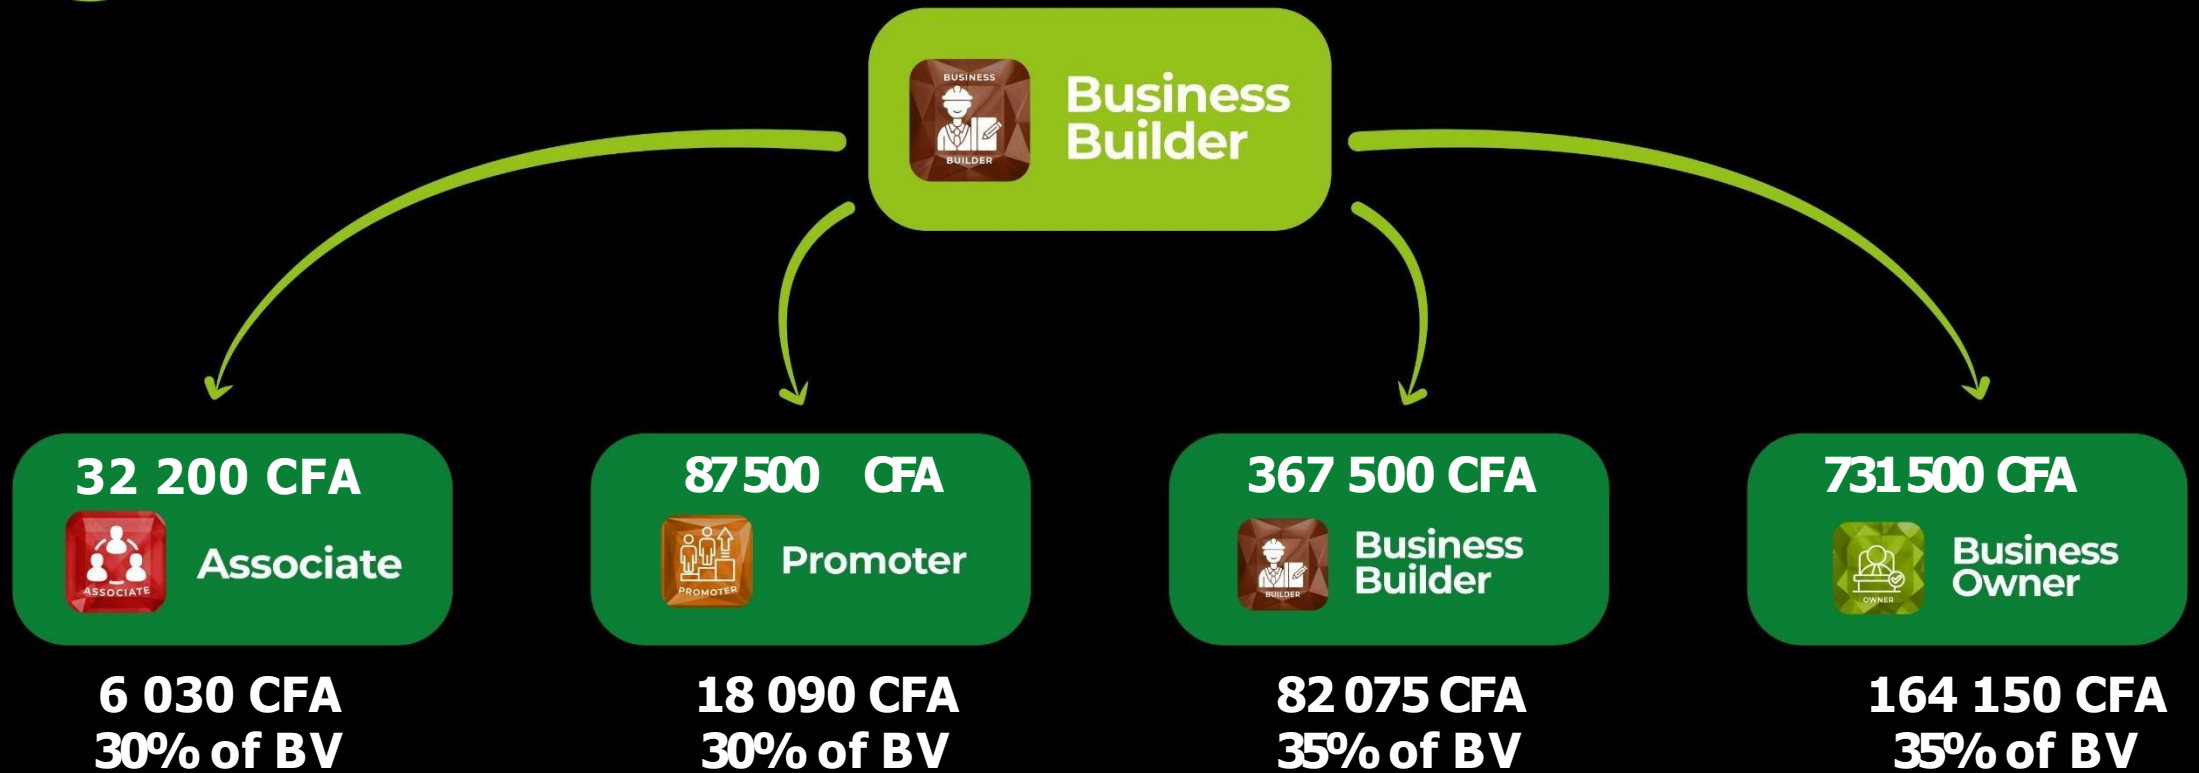 BUSINESS
BUILDER
Business
Builder
32 200 CFA
ASSOCIATE
Associate
6 030 CFA
30% of BV
87 500 CFA
PROMOTER
Promoter
18 090 CFA
30% of BV
367 500 CFA
BUILDER
Business
Builder
82 075 CFA
35% of BV
731 500 CFA
OWNER
Business
Owner
164 150 CFA
35% of BV